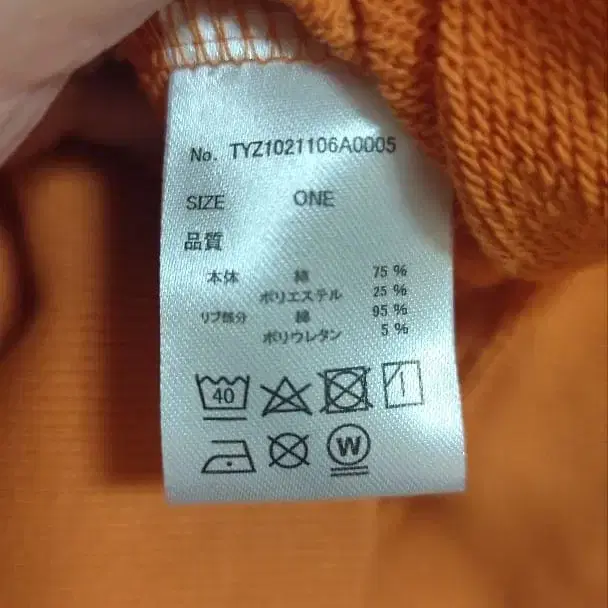 No. TYZ1021106A0005
SIZE ONE
品質
本体 綿 75 %
ポリエステル 25 %
リブ部分 綿 95 %
ポリウレタン 5 %
40
W